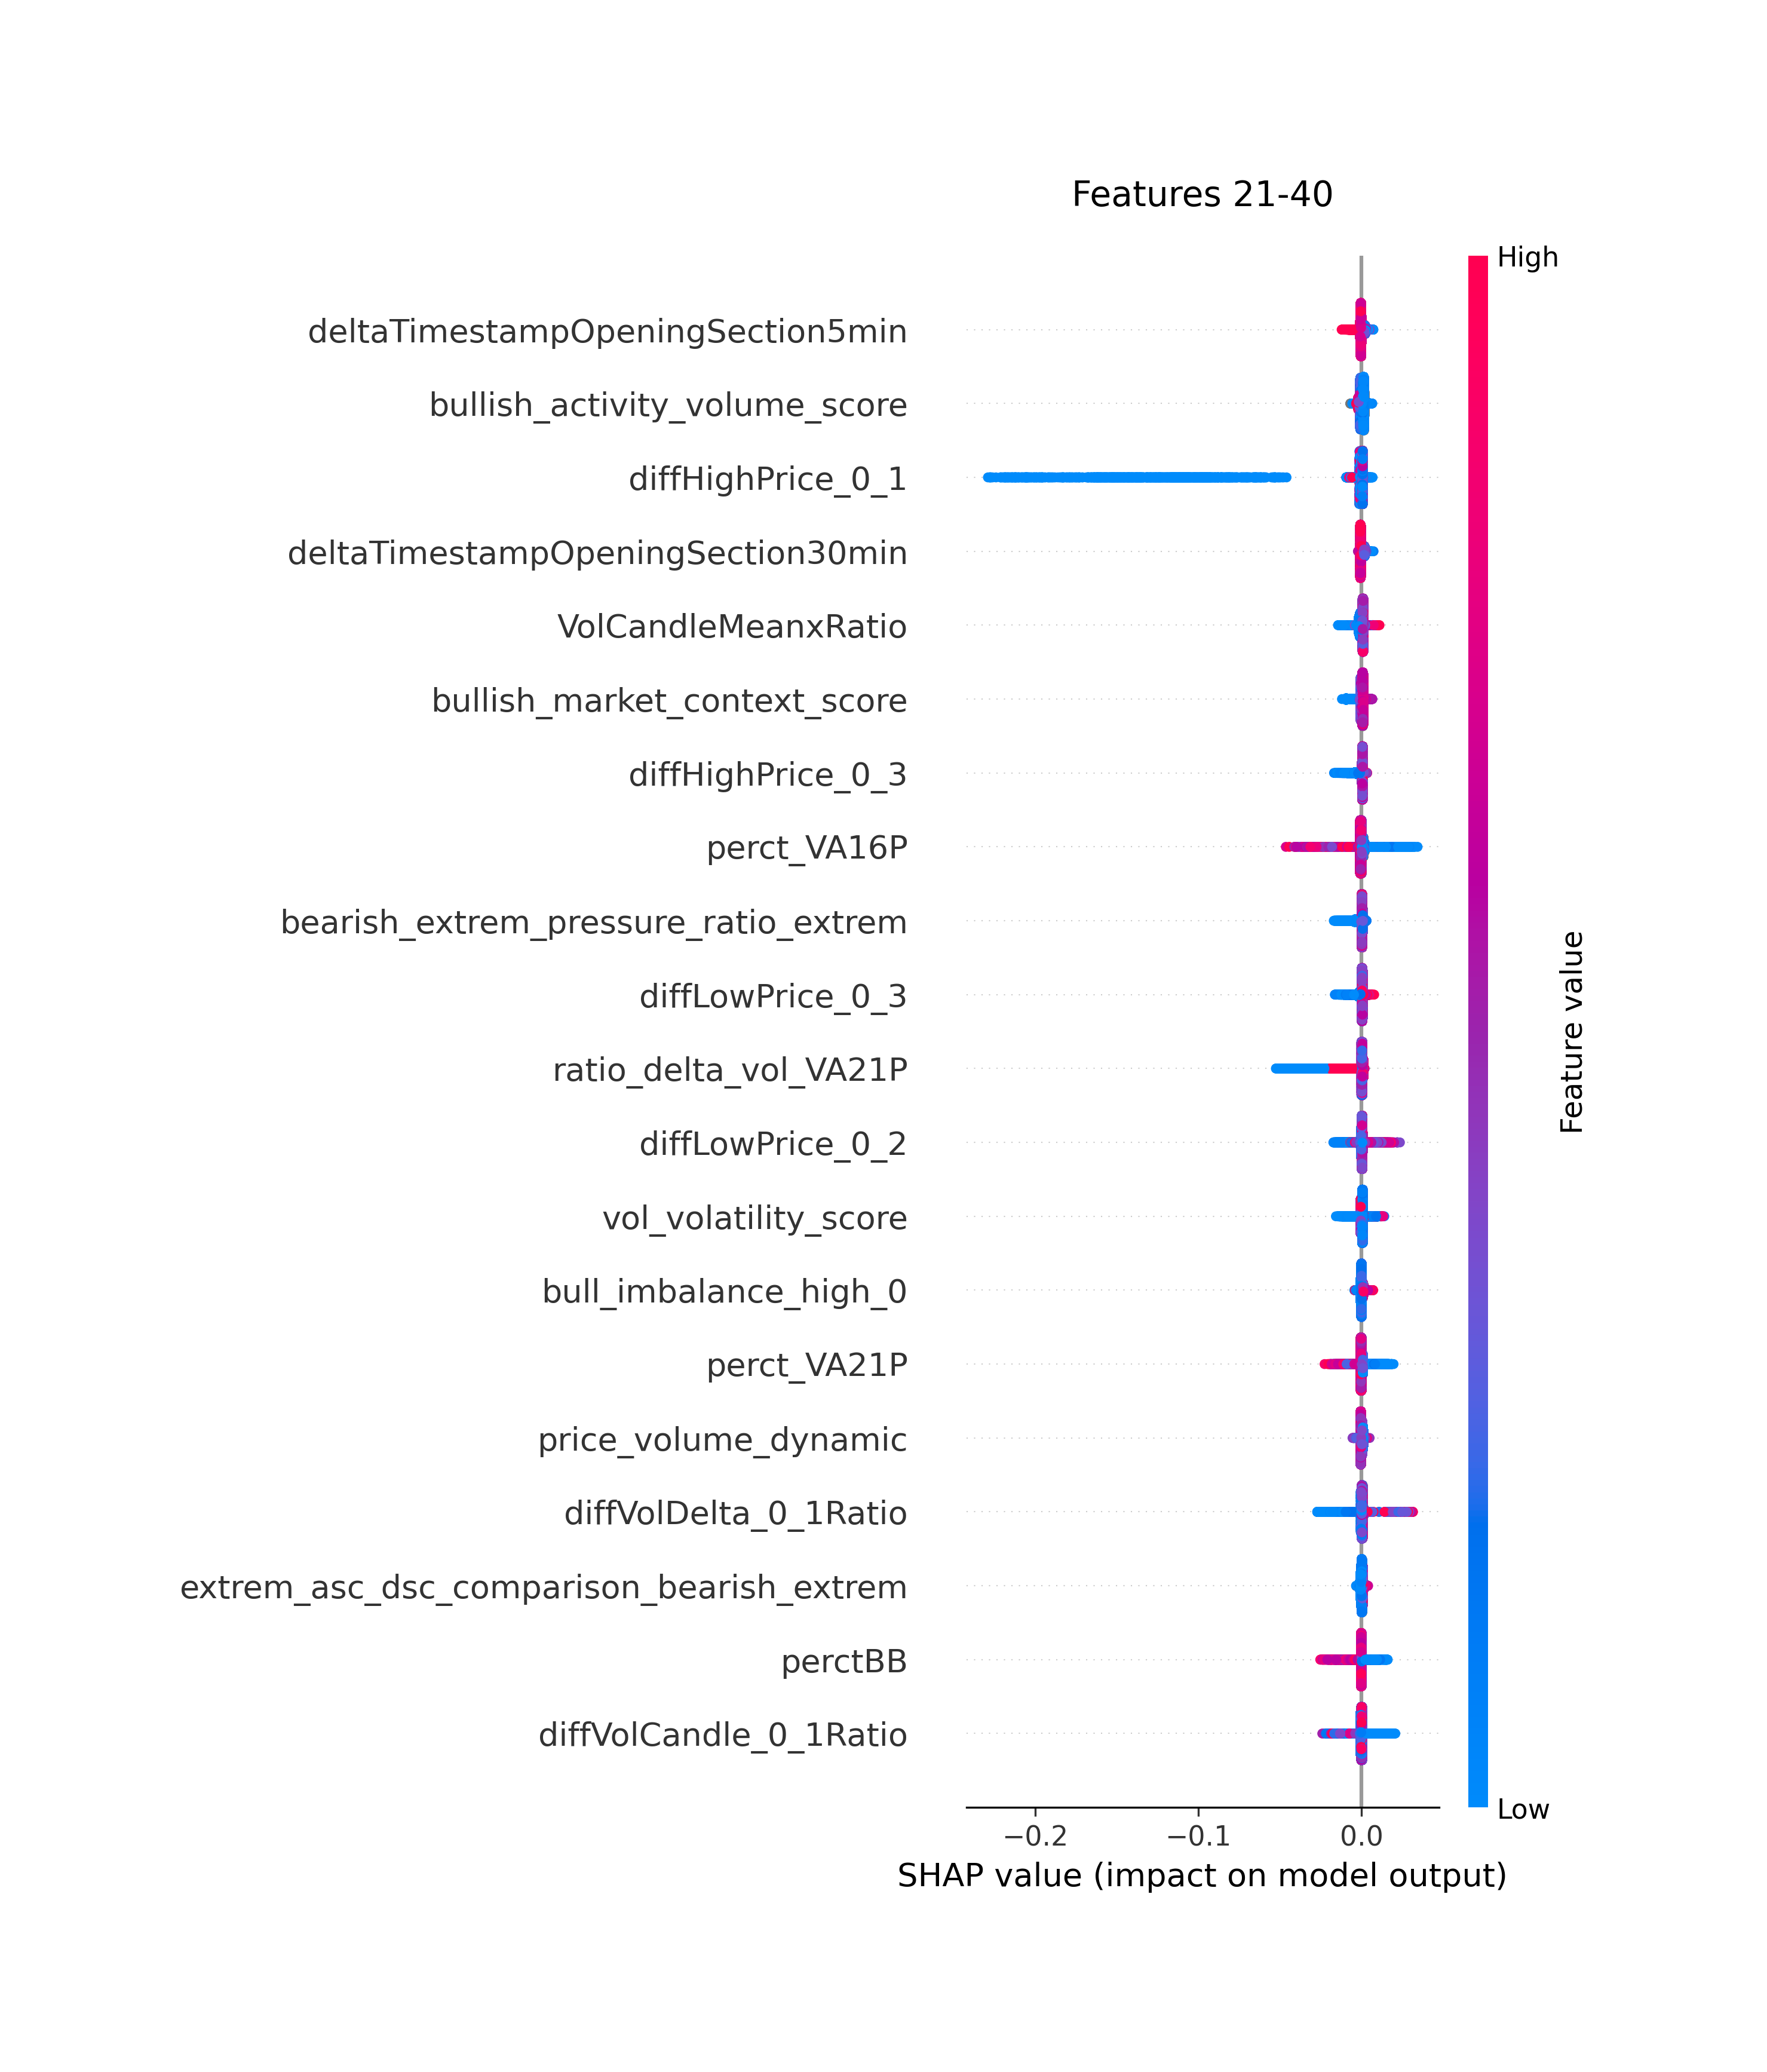 Features 21-40
High
deltaTimestampOpeningSection5min
bullish_activity_volume_score
diffHighPrice_0_1
deltaTimestampOpeningSection30min
VolCandleMeanxRatio
bullish_market_context_score
diffHighPrice_0_3
perct_VA16P
bearish_extrem_pressure_ratio_extrem
diffLowPrice_0_3
ratio_delta_vol_VA21P
diffLowPrice_0_2
vol_volatility_score
bull_imbalance_high_0
perct_VA21P
price_volume_dynamic
diffVolDelta_0_1Ratio
extrem_asc_dsc_comparison_bearish_extrem
perctBB
diffVolCandle_0_1Ratio
Feature value
Low
−0.2 −0.1 0.0
SHAP value (impact on model output)